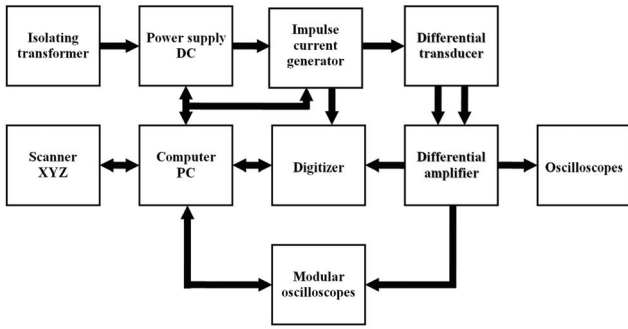 Isolating
transformer
Power supply
DC
Impulse
current
generator
Differential
transducer
Scanner
XYZ
Computer
PC
Digitizer
Differential
amplifier
Oscilloscopes
Modular
oscilloscopes